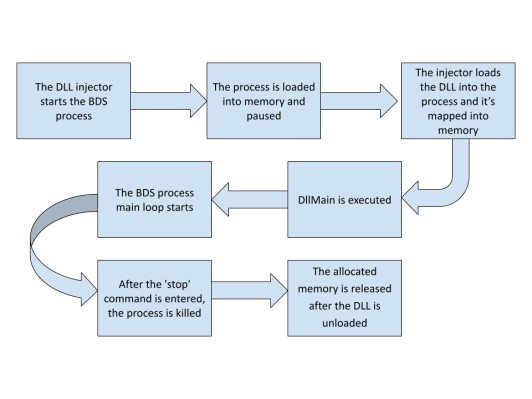 The DLL injector
starts the BDS
process
The process is loaded
into memory and
paused
The injector loads
the DLL into the
process and it's
mapped into
memory
DllMain is executed
The BDS process
main loop starts
After the 'stop'
command is entered,
the process is killed
The allocated
memory is released
after the DLL is
unloaded